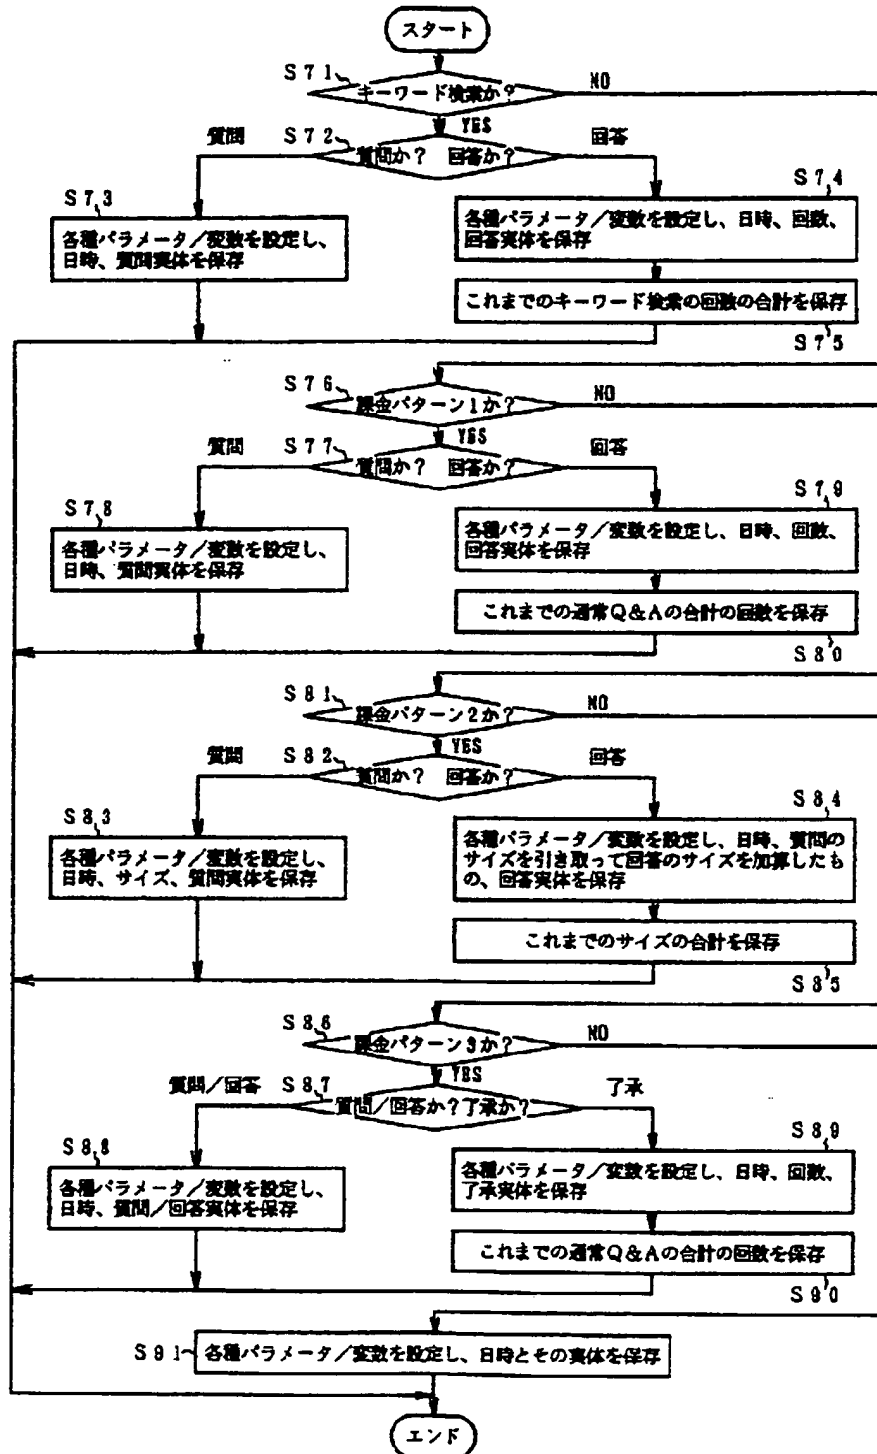 スタート
S71
キーワード検索か?
NO
YES
質問
S72
質問か? 回答か?
回答
S73
各種パラメータ/変数を設定し、
日時、質問実体を保存
S74
各種パラメータ/変数を設定し、日時、回数、
回答実体を保存
これまでのキーワード検索の回数の合計を保存
S75
S76
課金パターン1か?
NO
YES
質問
S77
質問か? 回答か?
回答
S78
各種パラメータ/変数を設定し、
日時、質問実体を保存
S79
各種パラメータ/変数を設定し、日時、回数、
回答実体を保存
これまでの通常Q&Aの合計の回数を保存
S80
S81
課金パターン2か?
NO
YES
質問
S82
質問か? 回答か?
回答
S83
各種パラメータ/変数を設定し、
日時、サイズ、質問実体を保存
S84
各種パラメータ/変数を設定し、日時、質問の
サイズを引き取って回答のサイズを加算したも
の、回答実体を保存
これまでのサイズの合計を保存
S85
S86
課金パターン3か?
NO
YES
質問/回答
S87
質問/回答か?了承か?
了承
S88
各種パラメータ/変数を設定し、
日時、質問/回答実体を保存
S89
各種パラメータ/変数を設定し、日時、回数、
了承実体を保存
これまでの通常Q&Aの合計の回数を保存
S90
S91
各種パラメータ/変数を設定し、日時とその実体を保存
エンド